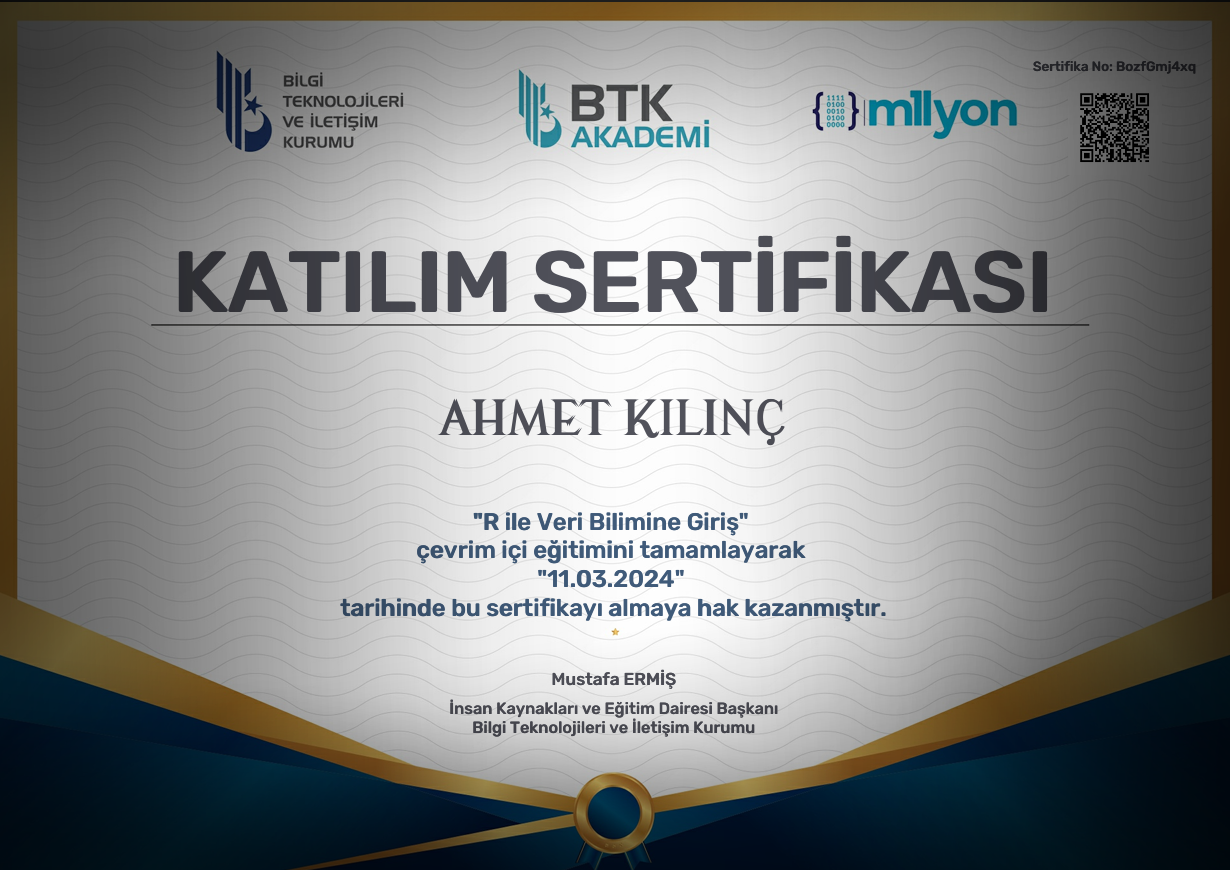 BİLGİ
TEKNOLOJİLERİ
VE İLETİŞİM
KURUMU
BTK
AKADEMİ
1111
0100
0010
0100
0000
m1lyon
Sertifika No: BozfGmj4xq
KATILIM SERTİFİKASI
AHMET KILINÇ
"R ile Veri Bilimine Giriş"
çevrim içi eğitimini tamamlayarak
"11.03.2024"
tarihinde bu sertifikayı almaya hak kazanmıştır.
Mustafa ERMİŞ
İnsan Kaynakları ve Eğitim Dairesi Başkanı
Bilgi Teknolojileri ve İletişim Kurumu